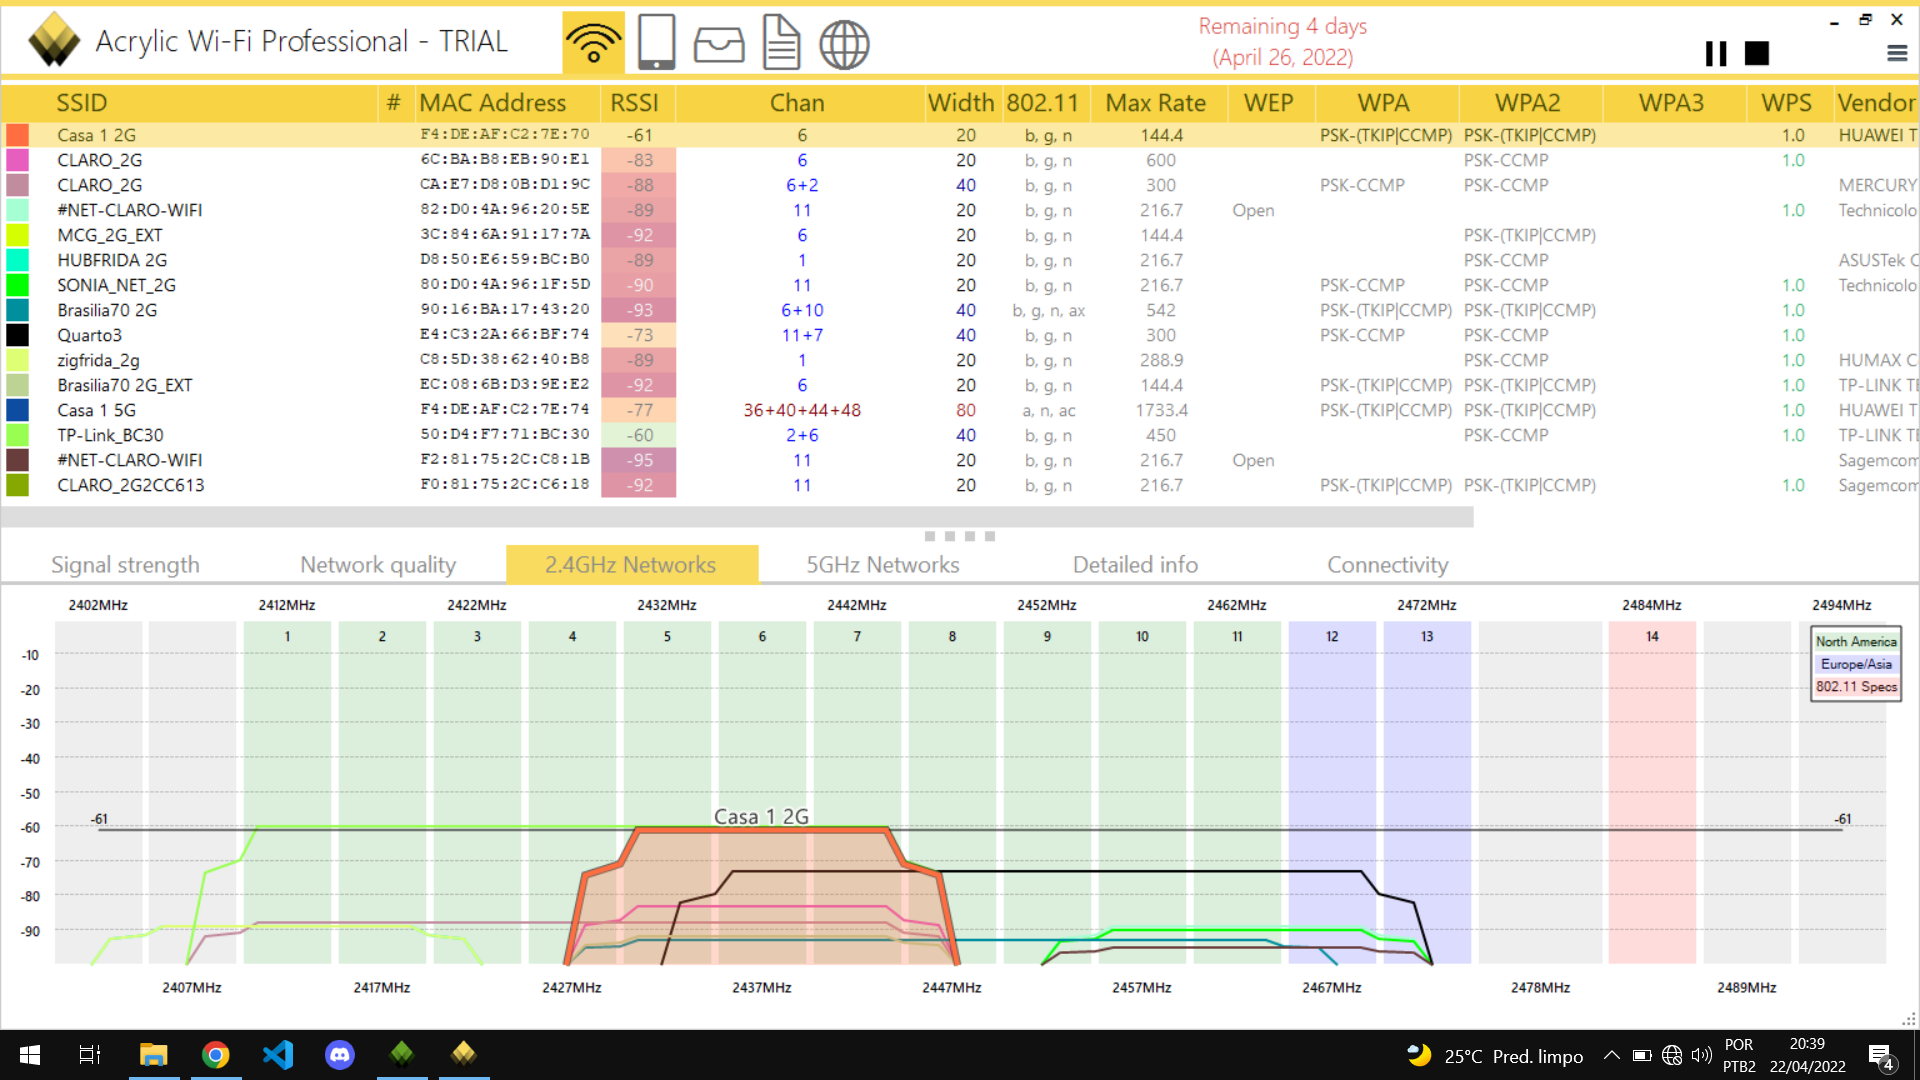 Acrylic Wi-Fi Professional - TRIAL
Remaining 4 days
(April 26, 2022)
SSID # MAC Address RSSI Chan Width 802.11 Max Rate WEP WPA WPA2 WPA3 WPS Vendor
Casa 1 2G F4:DE:AF:C2:7E:70 -61 6 20 b, g, n 144.4 PSK-(TKIP|CCMP) PSK-(TKIP|CCMP) 1.0 HUAWEI T
CLARO_2G 6C:BA:B8:EB:90:E1 -83 6 20 b, g, n 600 PSK-CCMP 1.0
CLARO_2G CA:E7:D8:0B:D1:9C -88 6+2 40 b, g, n 300 PSK-CCMP PSK-CCMP MERCURY
#NET-CLARO-WIFI 82:D0:4A:96:20:5E -89 11 20 b, g, n 216.7 Open 1.0 Technicolo
MCG_2G_EXT 3C:84:6A:91:17:7A -92 6 20 b, g, n 144.4 PSK-(TKIP|CCMP)
HUBFRIDA 2G D8:50:E6:59:BC:B0 -89 1 20 b, g, n 216.7 PSK-CCMP ASUSTek C
SONIA_NET_2G 80:D0:4A:96:1F:5D -90 11 20 b, g, n 216.7 PSK-CCMP PSK-CCMP 1.0 Technicolo
Brasilia70 2G 90:16:BA:17:43:20 -93 6+10 40 b, g, n, ax 542 PSK-(TKIP|CCMP) PSK-(TKIP|CCMP) 1.0
Quarto3 E4:C3:2A:66:BF:74 -73 11+7 40 b, g, n 300 PSK-CCMP PSK-CCMP 1.0
zigfrida_2g C8:5D:38:62:40:B8 -89 1 20 b, g, n 288.9 PSK-CCMP 1.0 HUMAX C
Brasilia70 2G_EXT EC:08:6B:D3:9E:E2 -92 6 20 b, g, n 144.4 PSK-(TKIP|CCMP) PSK-(TKIP|CCMP) 1.0 TP-LINK TE
Casa 1 5G F4:DE:AF:C2:7E:74 -77 36+40+44+48 80 a, n, ac 1733.4 PSK-(TKIP|CCMP) PSK-(TKIP|CCMP) 1.0 HUAWEI T
TP-Link_BC30 50:D4:F7:71:BC:30 -60 2+6 40 b, g, n 450 PSK-CCMP 1.0 TP-LINK TE
#NET-CLARO-WIFI F2:81:75:2C:C8:1B -95 11 20 b, g, n 216.7 Open Sagemcom
CLARO_2G2CC613 F0:81:75:2C:C6:18 -92 11 20 b, g, n 216.7 PSK-(TKIP|CCMP) PSK-(TKIP|CCMP) 1.0 Sagemcom
Signal strength Network quality 2.4GHz Networks 5GHz Networks Detailed info Connectivity
2402MHz 2412MHz 2422MHz 2432MHz 2442MHz 2452MHz 2462MHz 2472MHz 2484MHz 2494MHz
1 2 3 4 5 6 7 8 9 10 11 12 13 14
North America
Europe/Asia
802.11 Specs
-10
-20
-30
-40
-50
-60
-70
-80
-90
-61 Casa 1 2G -61
2407MHz 2417MHz 2427MHz 2437MHz 2447MHz 2457MHz 2467MHz 2478MHz 2489MHz
25°C Pred. limpo
POR
PTB2
20:39
22/04/2022
4